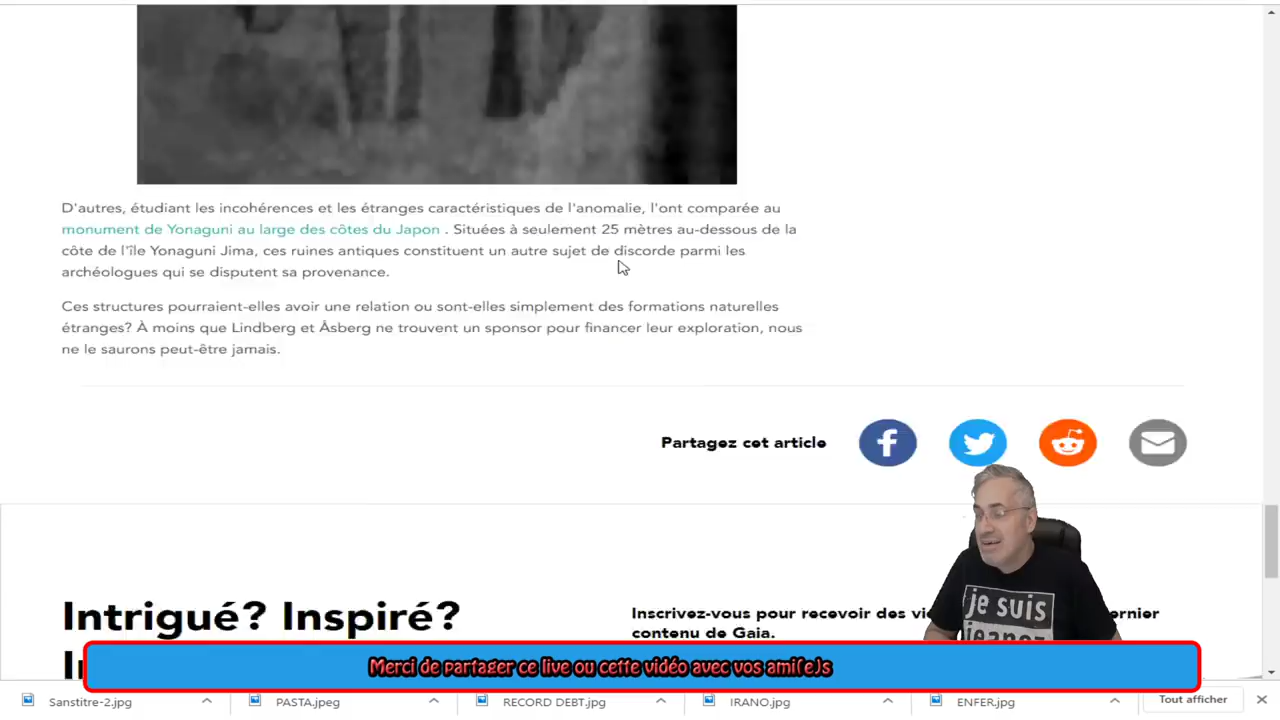 D'autres, étudiant les incohérences et les étranges caractéristiques de l'anomalie, l'ont comparée au
monument de Yonaguni au large des côtes du Japon . Situées à seulement 25 mètres au-dessous de la
côte de l'île Yonaguni Jima, ces ruines antiques constituent un autre sujet de discorde parmi les
archéologues qui se disputent sa provenance.
Ces structures pourraient-elles avoir une relation ou sont-elles simplement des formations naturelles
étranges? À moins que Lindberg et Åsberg ne trouvent un sponsor pour financer leur exploration, nous
ne le saurons peut-être jamais.
Partagez cet article
Intrigué? Inspiré?
Inscrivez-vous pour recevoir des
contenu de Gaia.
je suis
Merci de partager ce live ou cette vidéo avec vos ami(e)s
Sanstitre-2.jpg
PASTA.jpeg
RECORD DEBT.jpg
IRANO.jpg
ENFER.jpg
Tout afficher